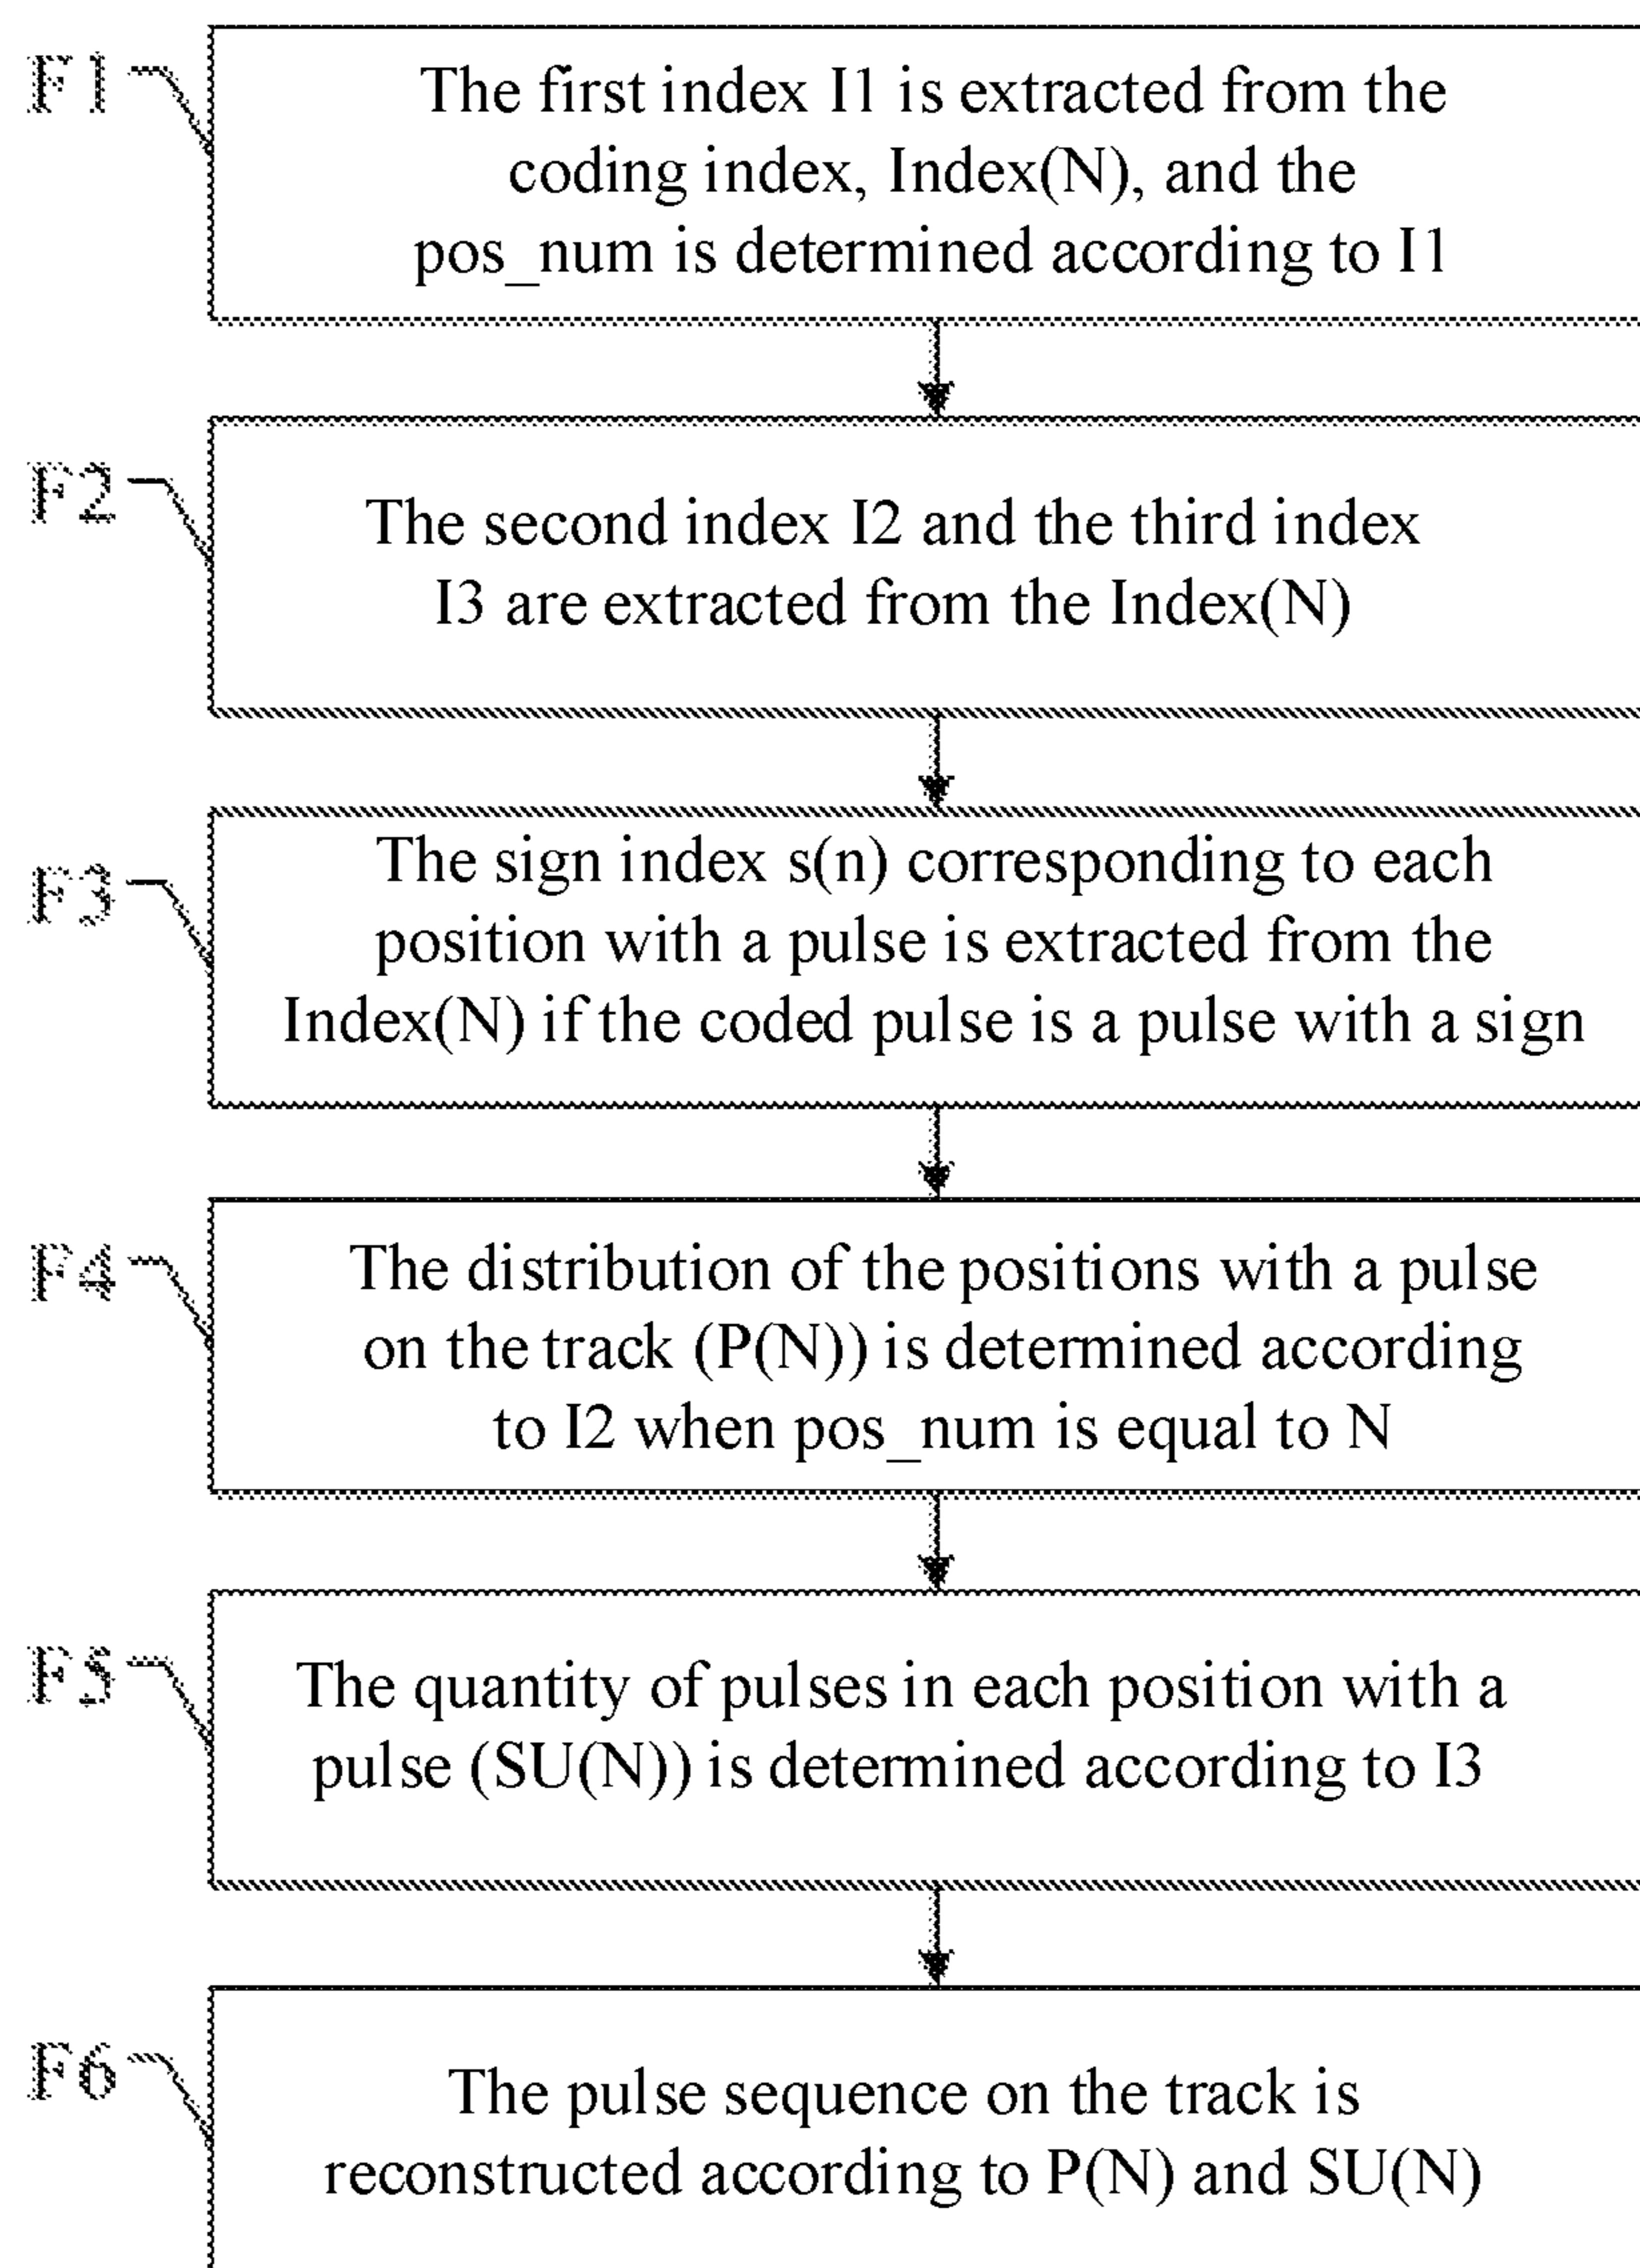 F1
The first index I1 is extracted from the
coding index, Index(N), and the
pos_num is determined according to I1
F2
The second index I2 and the third index
I3 are extracted from the Index(N)
F3
The sign index s(n) corresponding to each
position with a pulse is extracted from the
Index(N) if the coded pulse is a pulse with a sign
F4
The distribution of the positions with a pulse
on the track (P(N)) is determined according
to I2 when pos_num is equal to N
F5
The quantity of pulses in each position with a
pulse (SU(N)) is determined according to I3
F6
The pulse sequence on the track is
reconstructed according to P(N) and SU(N)